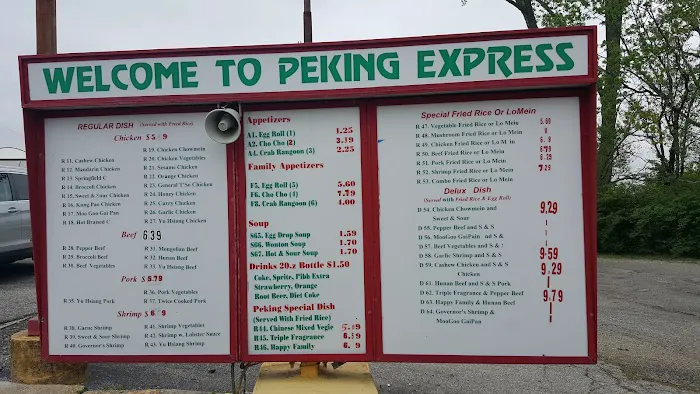 WELCOME TO PEKING EXPRESS
REGULAR DISH (Served with Fried Rice)
Chicken $5 9
R 11. Cashew Chicken
R 12. Mandarin Chicken
R 13. Springfield C
R 14. Broccoli Chicken
R 15. Sweet & Sour Chicken
R 16. Kung Pao Chicken
R 17. Moo Goo Gai Pan
R 18. Hot Braised C
R 19. Chicken Chowmein
R 20. Chicken Vegetables
R 21. Sesame Chicken
R 22. Orange Chicken
R 23. General T'Se Chicken
R 24. Honey Chicken
R 25. Curry Chicken
R 26. Garlic Chicken
R 27. Yu Hsiang Chicken
Beef 6 39
R 28. Pepper Beef
R 29. Broccoli Beef
R 30. Beef Vegetables
R 31. Mongolian Beef
R 32. Hunan Beef
R 33. Yu Hsiang Beef
Pork $5.79
R 35. Yu Hsiang Pork
R 36. Pork Vegetables
R 37. Twice Cooked Pork
Shrimp $6 9
R 38. Garlic Shrimp
R 39. Sweet & Sour Shrimp
R 40. Governor's Shrimp
R 41. Shrimp Vegetables
R 42. Shrimp w. Lobster Sauce
R 43. Yu Hsiang Shrimp
Appetizers
A1. Egg Roll (1) 1.25
A2. Cho Cho (2) 3.19
A4. Crab Rangoon (3) 2.25
Family Appetizers
F5. Egg Roll (5) 5.60
F6. Cho Cho (4) 7.79
F8. Crab Rangoon (6) 4.00
Soup
S65. Egg Drop Soup 1.59
S66. Wonton Soup 1.70
S67. Hot & Sour Soup 1.70
Drinks 20.z Bottle $1.50
Coke, Sprite, Pibb Extra
Strawberry, Orange
Root Beer, Diet Coke
Peking Special Dish
(Served With Fried Rice)
R44. Chinese Mixed Vegie
R45. Triple Fragrance
R46. Happy Family 6. 9
Special Fried Rice Or LoMein
R 47. Vegetable Fried Rice or Lo Mein 5.69
R 48. Mushroom Fried Rice or Lo Mein
R 49. Chicken Fried Rice or Lo M in 6. 9
R 50. Beef Fried Rice or Lo Mein
R 51. Pork Fried Rice or Lo Mein 6.29
R 52. Shrimp Fried Rice or Lo Mein
R 53. Combo Fried Rice or Lo Mein
Delux Dish
(Served with Fried Rice & Egg Roll)
D 54. Chicken Chowmein and 9.29
Sweet & Sour
D 55. Pepper Beef and S & S
D 56. MooGoo GaiPan and S & S
D 57. Beef Vegetables and S & S
D 58. Garlic Shrimp and S & S 9.59
D 59. Cashew Chicken and S & S 9.29
Chicken
D 61. Hunan Beef and S & S Pork
D 62. Triple Fragrance & Pepper Beef 9.79
D 63. Happy Family & Hunan Beef
D 64. Governor's Shrimp &
MooGoo GaiPan